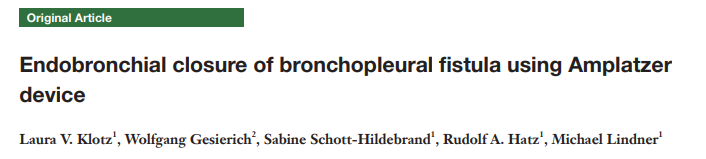 Original Article
Endobronchial closure of bronchopleural fistula using Amplatzer
device
Laura V. Klotz¹, Wolfgang Gesierich², Sabine Schott-Hildebrand¹, Rudolf A. Hatz¹, Michael Lindner¹